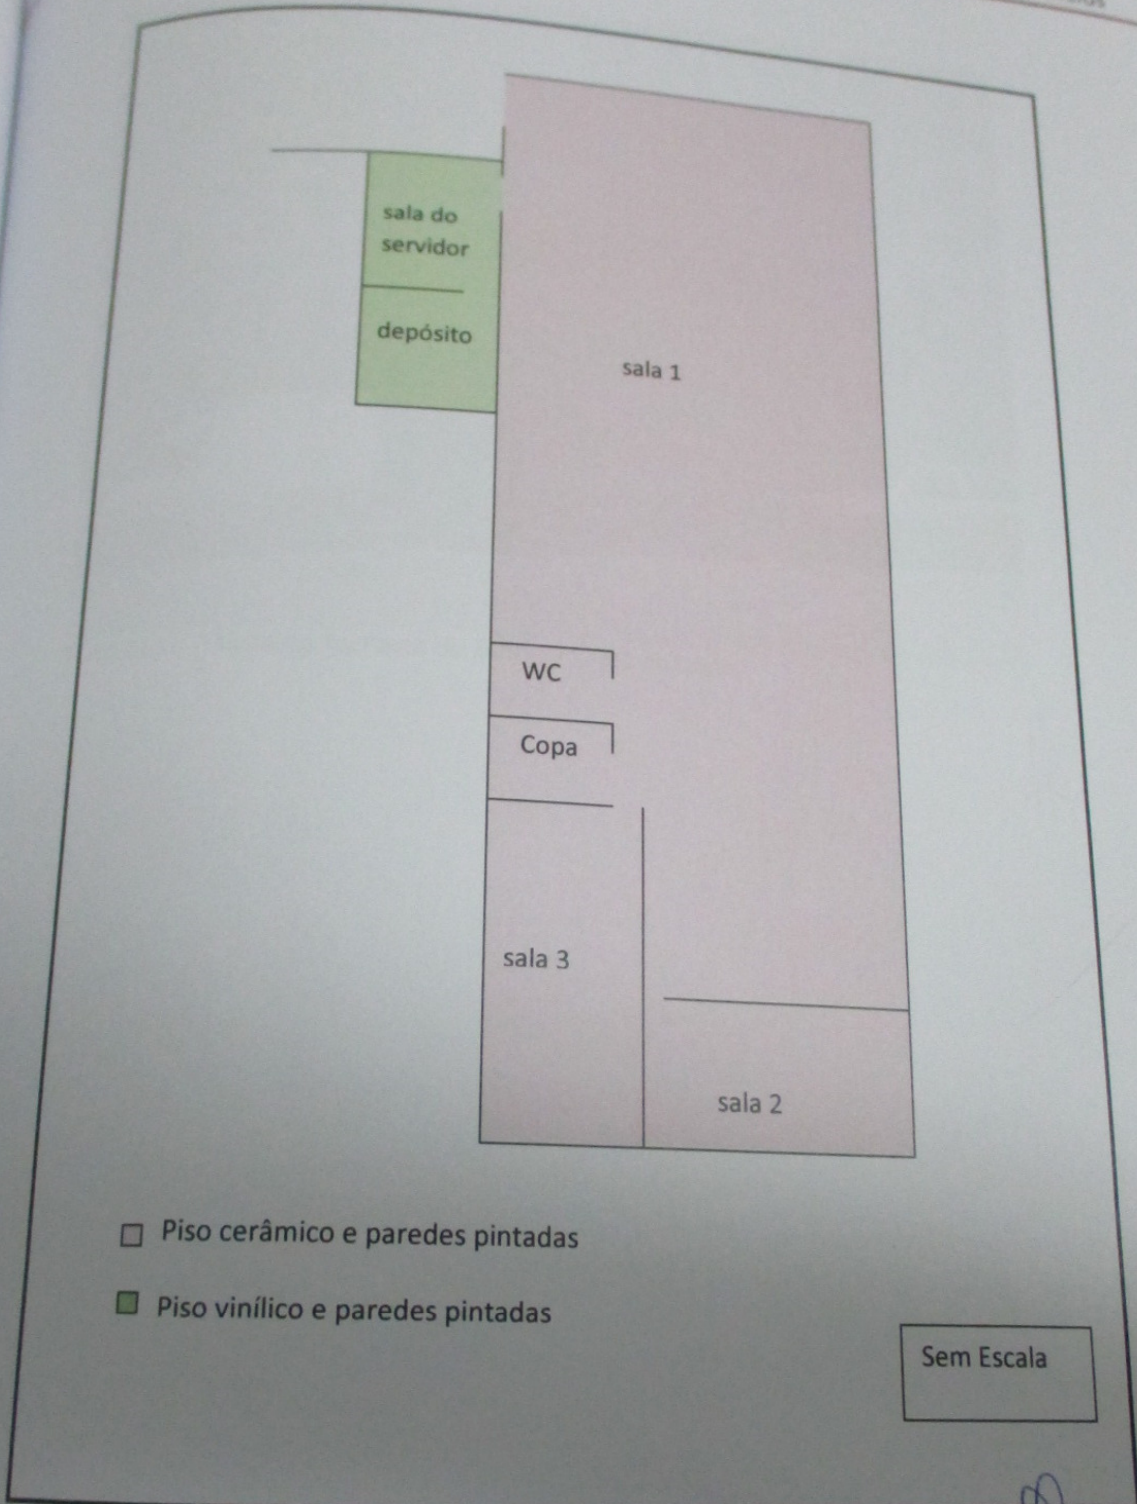 sala do
servidor
depósito
sala 1
WC
Copa
sala 3
sala 2
Piso cerâmico e paredes pintadas
Piso vinílico e paredes pintadas
Sem Escala